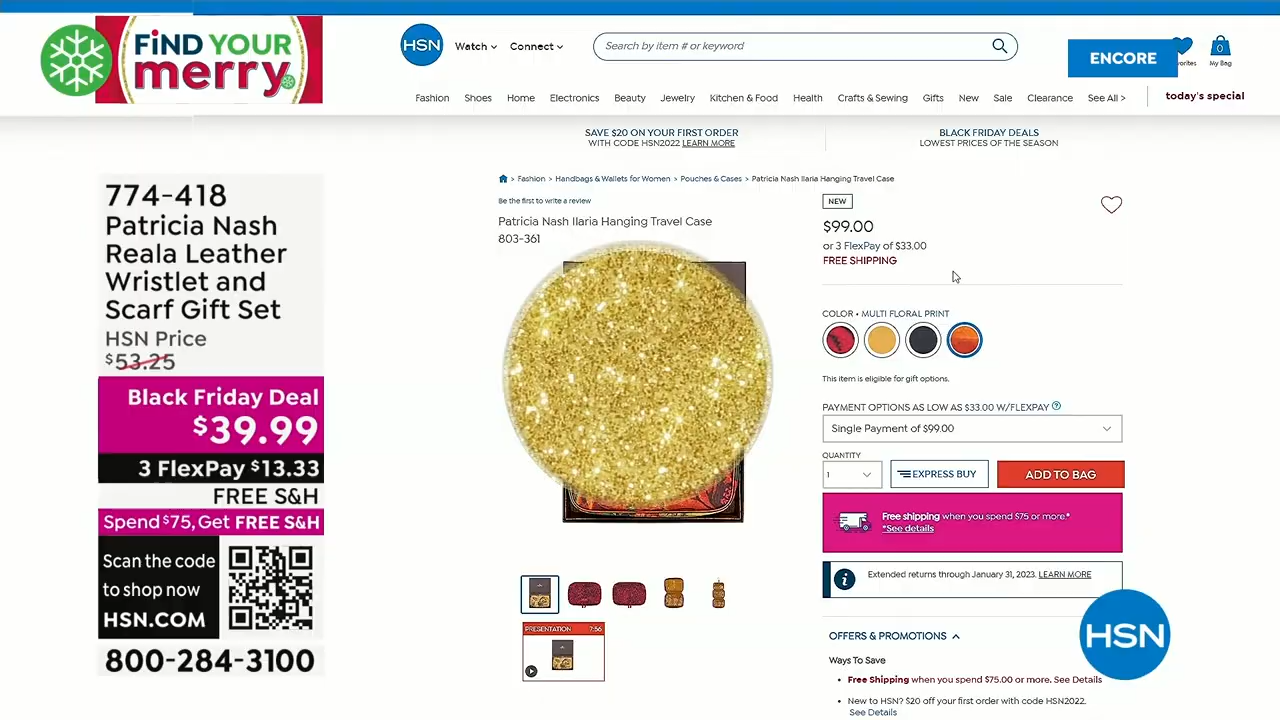 FiND YOUR
merry
HSN
Watch
Connect
Search by item # or keyword
ENCORE
vorites
0
My Bag
Fashion Shoes Home Electronics Beauty Jewelry Kitchen & Food Health Crafts & Sewing Gifts New Sale Clearance See All >
today's special
SAVE $20 ON YOUR FIRST ORDER
WITH CODE HSN2022 LEARN MORE
BLACK FRIDAY DEALS
LOWEST PRICES OF THE SEASON
774-418
Patricia Nash
Reala Leather
Wristlet and
Scarf Gift Set
HSN Price
$53.25
Black Friday Deal
$39.99
3 FlexPay $13.33
FREE S&H
Spend $75, Get FREE S&H
Scan the code
to shop now
HSN.COM
800-284-3100
> Fashion > Handbags & Wallets for Women > Pouches & Cases > Patricia Nash Ilaria Hanging Travel Case
Be the first to write a review
Patricia Nash Ilaria Hanging Travel Case
803-361
PRESENTATION 7:56
NEW
$99.00
or 3 FlexPay of $33.00
FREE SHIPPING
COLOR • MULTI FLORAL PRINT
This item is eligible for gift options.
PAYMENT OPTIONS AS LOW AS $33.00 W/FLEXPAY ?
Single Payment of $99.00
QUANTITY
1
EXPRESS BUY
ADD TO BAG
Free shipping when you spend $75 or more.*
*See details
Extended returns through January 31, 2023. LEARN MORE
OFFERS & PROMOTIONS
Ways To Save
• Free Shipping when you spend $75.00 or more. See Details
• New to HSN? $20 off your first order with code HSN2022.
See Details
HSN